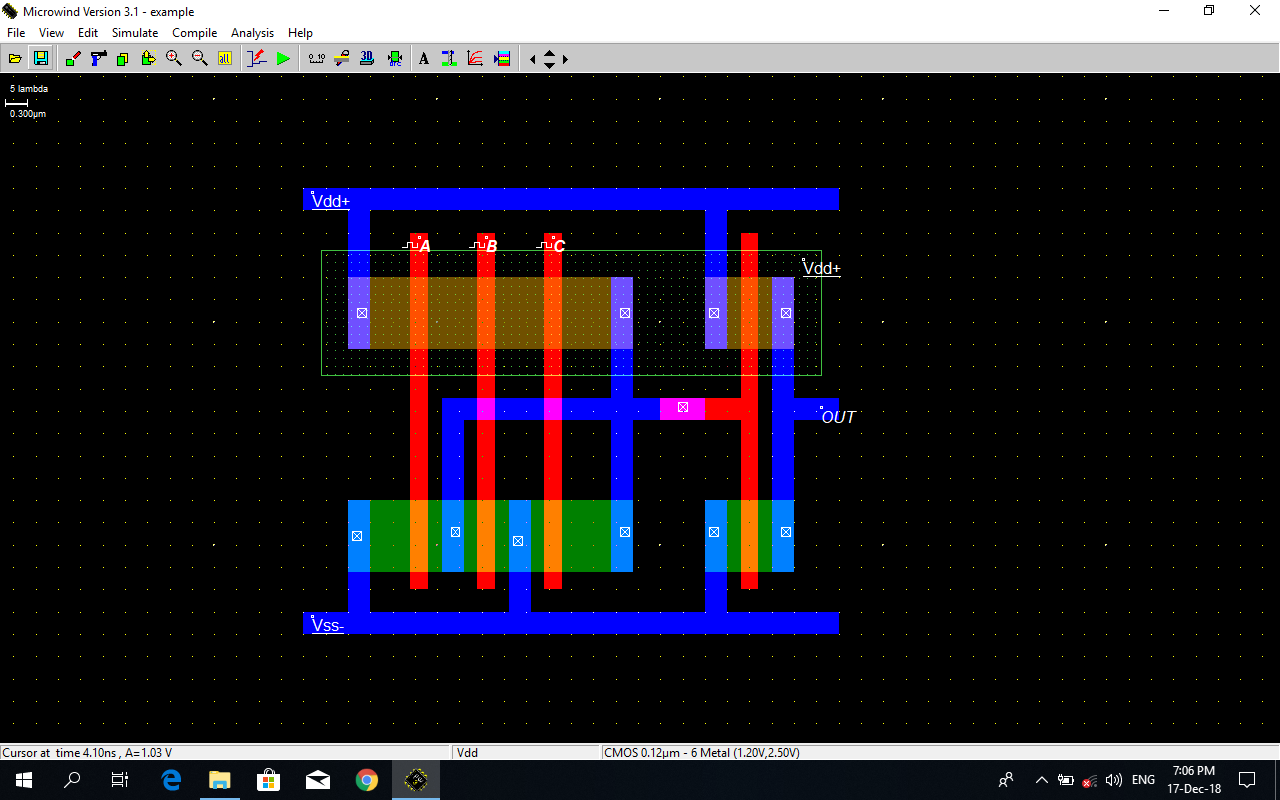 Microwind Version 3.1 - example
File View Edit Simulate Compile Analysis Help
5 lambda
0.300µm
Vdd+
A B C
Vdd+
OUT
Vss-
Cursor at time 4.10ns , A=1.03 V
Vdd
CMOS 0.12µm - 6 Metal (1.20V,2.50V)
ENG
7:06 PM
17-Dec-18